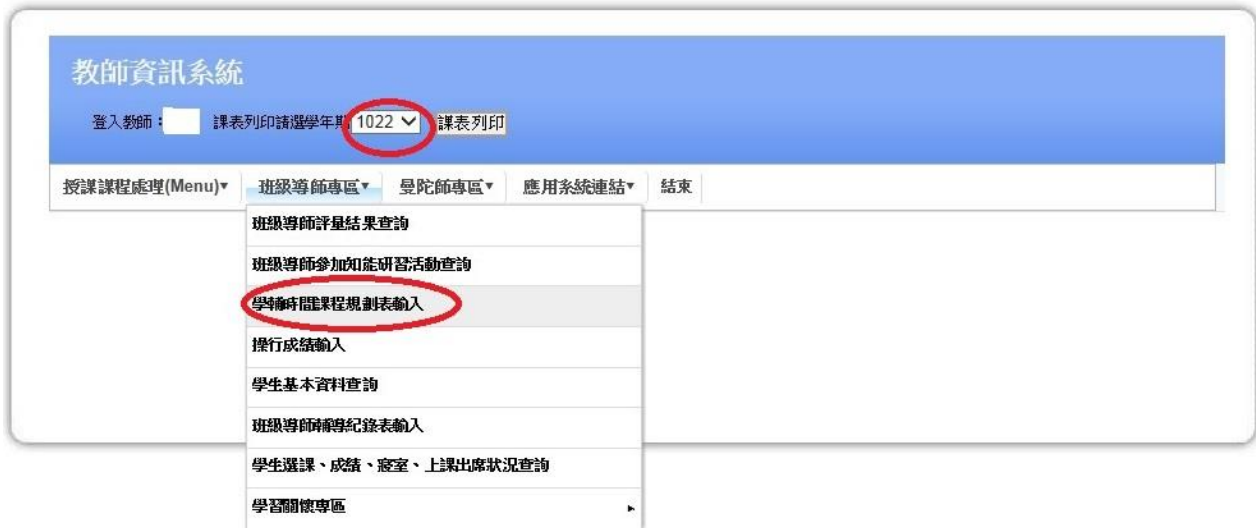 教師資訊系統
登入教師： 課表列印請選學年期 1022 課表列印
授課課程處理(Menu)▾ 班級導師專區▾ 曼陀師專區▾ 應用系統連結▾ 結束
班級導師評量結果查詢
班級導師參加知能研習活動查詢
學輔時間課程規劃表輸入
操行成績輸入
學生基本資料查詢
班級導師輔導紀錄表輸入
學生選課、成績、寢室、上課出席狀況查詢
學習關懷專區